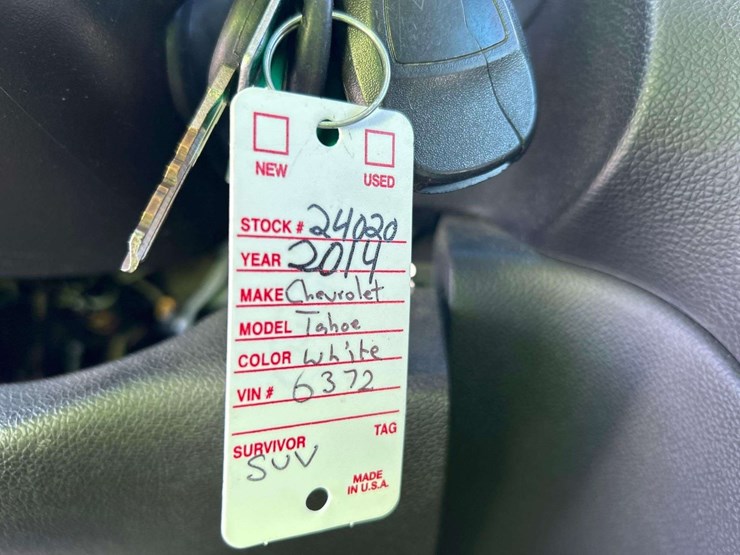 NEW USED
STOCK # 24020
YEAR 2014
MAKE Chevrolet
MODEL Tahoe
COLOR White
VIN # 6372
SURVIVOR TAG
SUV
MADE
IN U.S.A.